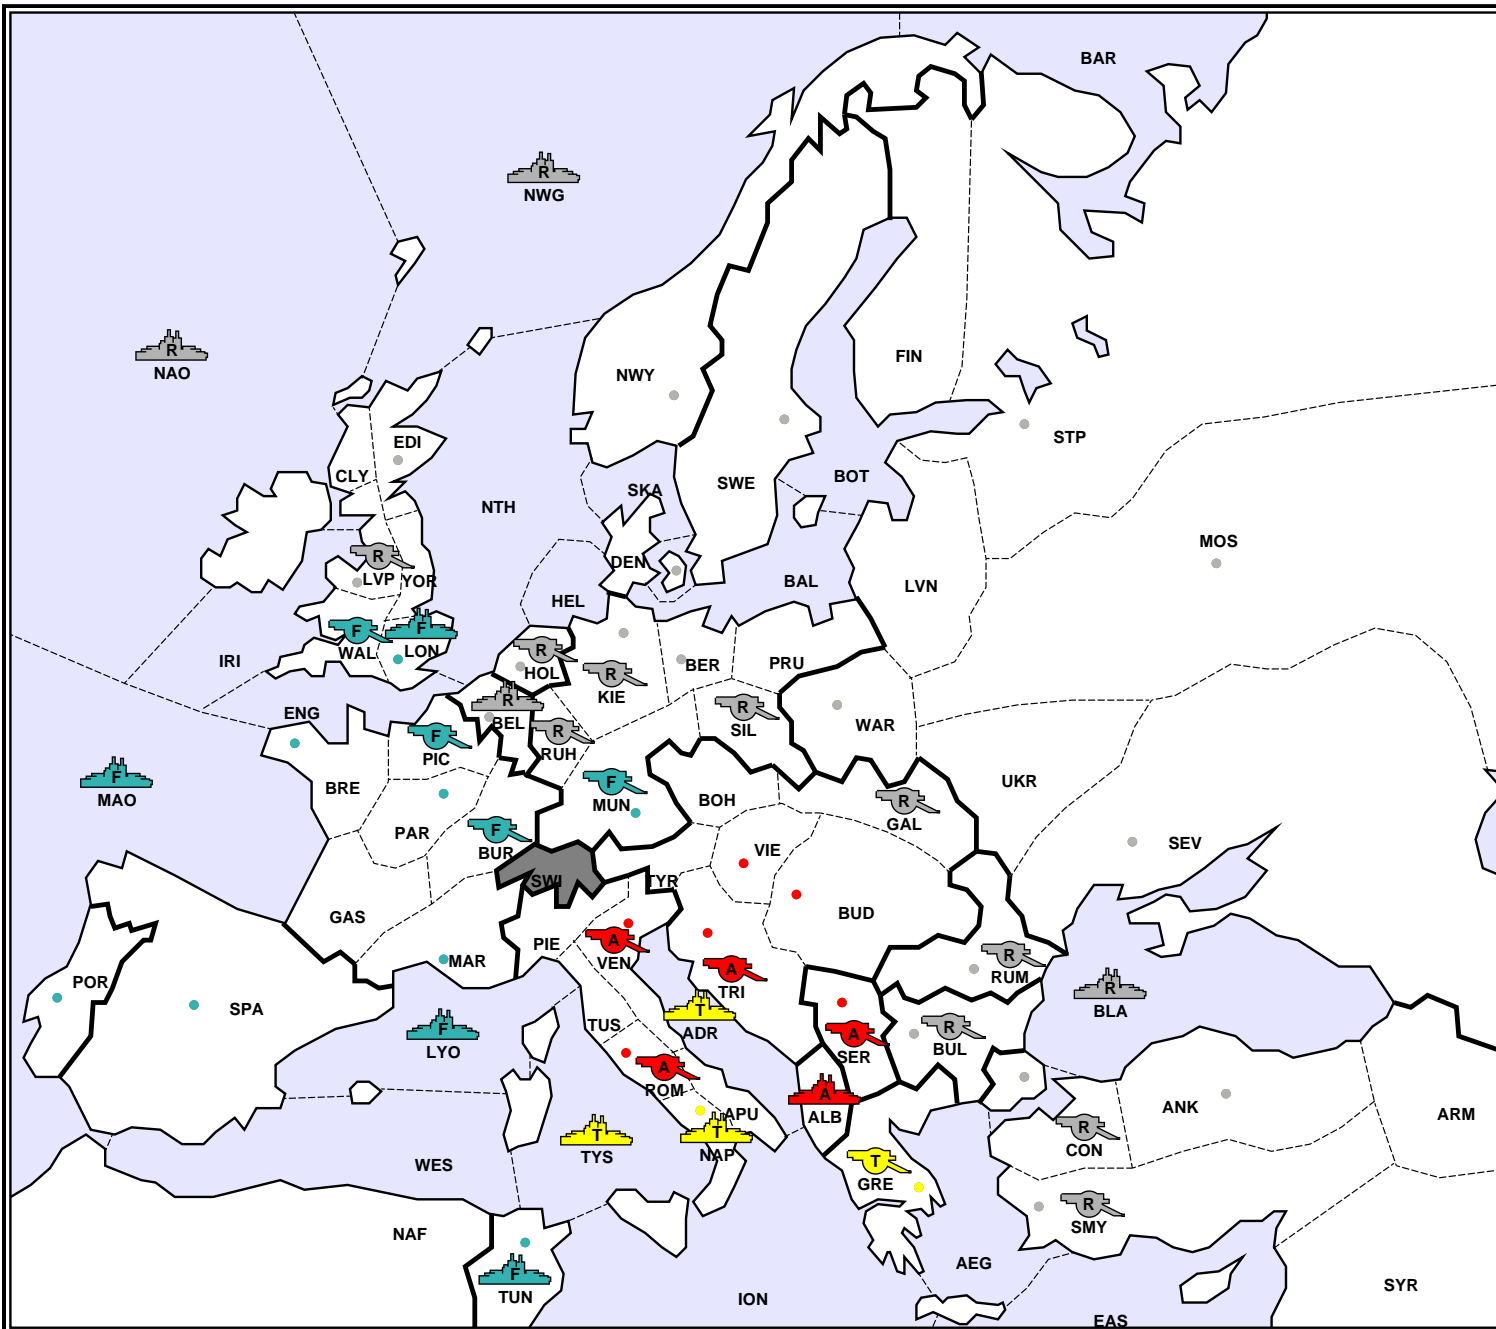 BAR
R
NWG
R
NAO
FIN
NWY
EDI
STP
CLY
BOT
SWE
SKA
NTH
MOS
R
DEN
LVP
YOR
BAL
LVN
HEL
F
F
WAL
LON
IRI
R
HOL
R
KIE
BER
PRU
R
BEL
ENG
R
SIL
WAR
F
PIC
R
RUH
F
MAO
BRE
F
MUN
BOH
UKR
R
GAL
PAR
F
BUR
VIE
SEV
SWI
TYR
GAS
BUD
PIE
A
VEN
MAR
R
RUM
POR
SPA
A
TRI
R
BLA
F
LYO
TUS
T
ADR
A
SER
R
BUL
A
ROM
A
ALB
APU
ANK
ARM
T
TYS
T
NAP
R
CON
WES
T
GRE
R
SMY
NAF
AEG
F
TUN
ION
SYR
EAS